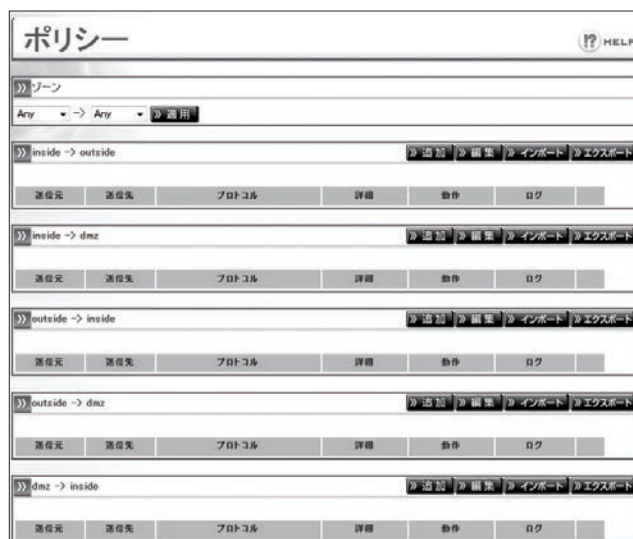 ポリシー
!? HELP
» ゾーン
Any -> Any » 適用
» inside -> outside » 追加 » 編集 » インポート » エクスポート
送信元 送信先 プロトコル 詳細 動作 ログ
» inside -> dmz » 追加 » 編集 » インポート » エクスポート
送信元 送信先 プロトコル 詳細 動作 ログ
» outside -> inside » 追加 » 編集 » インポート » エクスポート
送信元 送信先 プロトコル 詳細 動作 ログ
» outside -> dmz » 追加 » 編集 » インポート » エクスポート
送信元 送信先 プロトコル 詳細 動作 ログ
» dmz -> inside » 追加 » 編集 » インポート » エクスポート
送信元 送信先 プロトコル 詳細 動作 ログ